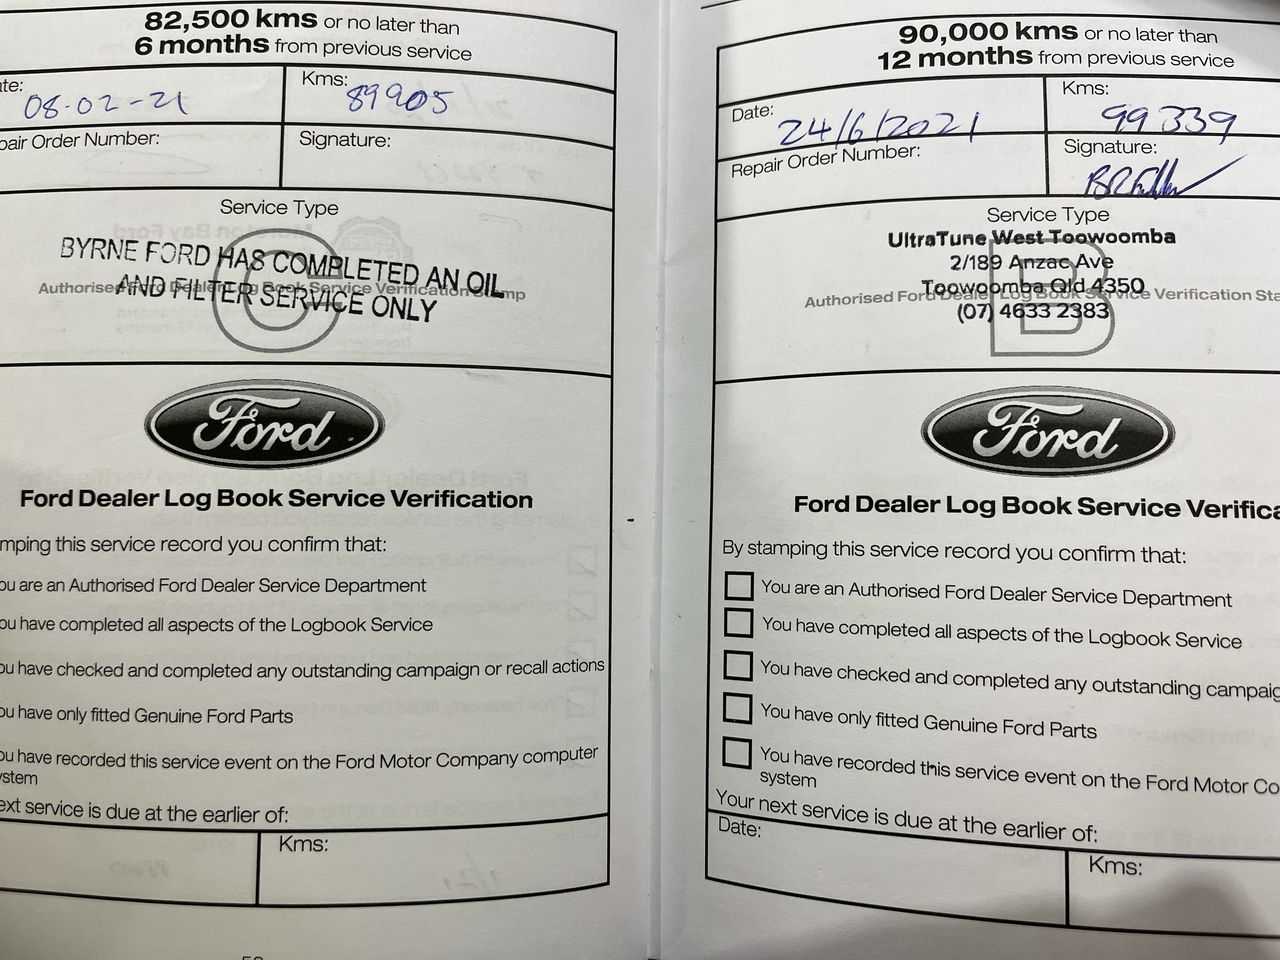 82,500 kms or no later than
6 months from previous service
ate:
08-02-21
Kms:
89905
pair Order Number:
Signature:
Service Type
C
BYRNE FORD HAS COMPLETED AN OIL
AND FILTER SERVICE ONLY
Authorised Ford Dealer Log Book Service Verification Stamp
Ford
Ford Dealer Log Book Service Verification
mping this service record you confirm that:
ou are an Authorised Ford Dealer Service Department
ou have completed all aspects of the Logbook Service
ou have checked and completed any outstanding campaign or recall actions
ou have only fitted Genuine Ford Parts
ou have recorded this service event on the Ford Motor Company computer
ystem
ext service is due at the earlier of:
Kms:
90,000 kms or no later than
12 months from previous service
Date:
24/6/2021
Kms:
99339
Repair Order Number:
Signature:
Service Type
B
UltraTune West Toowoomba
2/189 Anzac Ave
Toowoomba Qld 4350
(07) 4633 2383
Authorised Ford Dealer Log Book Service Verification Sta
Ford
Ford Dealer Log Book Service Verifica
By stamping this service record you confirm that:
You are an Authorised Ford Dealer Service Department
You have completed all aspects of the Logbook Service
You have checked and completed any outstanding campaig
You have only fitted Genuine Ford Parts
You have recorded this service event on the Ford Motor Co
system
Your next service is due at the earlier of:
Date:
Kms: